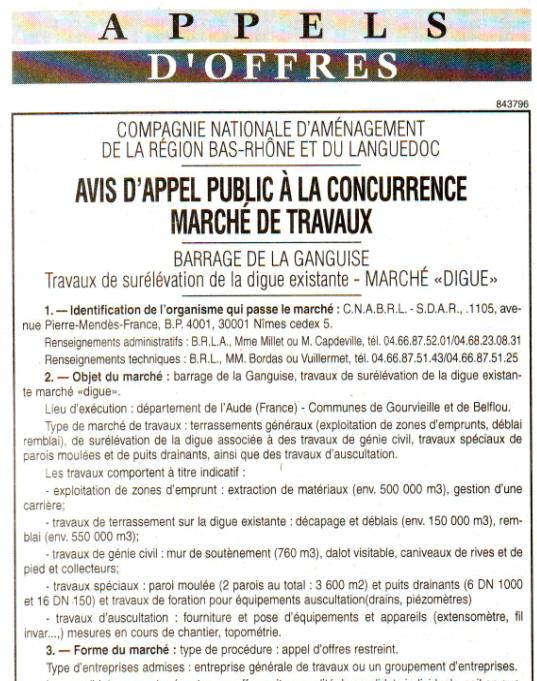 APPELS
D'OFFRES
843796
COMPAGNIE NATIONALE D'AMÉNAGEMENT
DE LA RÉGION BAS-RHÔNE ET DU LANGUEDOC
AVIS D'APPEL PUBLIC À LA CONCURRENCE
MARCHÉ DE TRAVAUX
BARRAGE DE LA GANGUISE
Travaux de surélévation de la digue existante - MARCHÉ «DIGUE»
1. — Identification de l'organisme qui passe le marché : C.N.A.B.R.L. - S.D.A.R., .1105, ave-
nue Pierre-Mendès-France, B.P. 4001, 30001 Nîmes cedex 5.
Renseignements administratifs : B.R.L.A., Mme Millet ou M. Capdeville, tél. 04.66.87.52.01/04.68.23.08.31
Renseignements techniques : B.R.L., MM. Bordas ou Vuillermet, tél. 04.66.87.51.43/04.66.87.51.25
2. — Objet du marché : barrage de la Ganguise, travaux de surélévation de la digue existan-
te marché «digue».
Lieu d'exécution : département de l'Aude (France) - Communes de Gourvieille et de Belflou.
Type de marché de travaux : terrassements généraux (exploitation de zones d'emprunts, déblai
remblai), de surélévation de la digue associée à des travaux de génie civil, travaux spéciaux de
parois moulées et de puits drainants, ainsi que des travaux d'auscultation.
Les travaux comportent à titre indicatif :
- exploitation de zones d'emprunt : extraction de matériaux (env. 500 000 m3), gestion d'une
carrière;
- travaux de terrassement sur la digue existante : décapage et déblais (env. 150 000 m3), rem-
blai (env. 550 000 m3);
- travaux de génie civil : mur de soutènement (760 m3), dalot visitable, caniveaux de rives et de
pied et collecteurs;
- travaux spéciaux : paroi moulée (2 parois au total : 3 600 m2) et puits drainants (6 DN 1000
et 16 DN 150) et travaux de foration pour équipements auscultation(drains, piézomètres)
- travaux d'auscultation : fourniture et pose d'équipements et appareils (extensomètre, fil
invar...,) mesures en cours de chantier, topométrie.
3. — Forme du marché : type de procédure : appel d'offres restreint.
Type d'entreprises admises : entreprise générale de travaux ou un groupement d'entreprises.